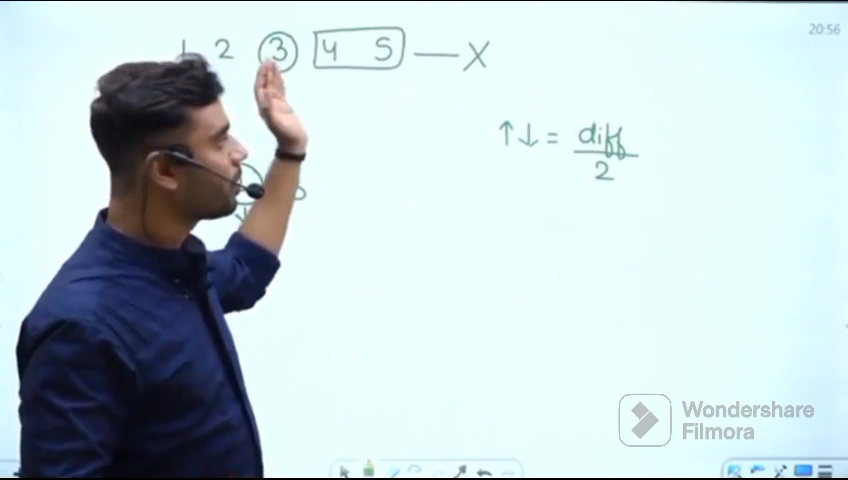 20:56
2 3 4 5 — X
↑↓ = diff
2
Wondershare
Filmora